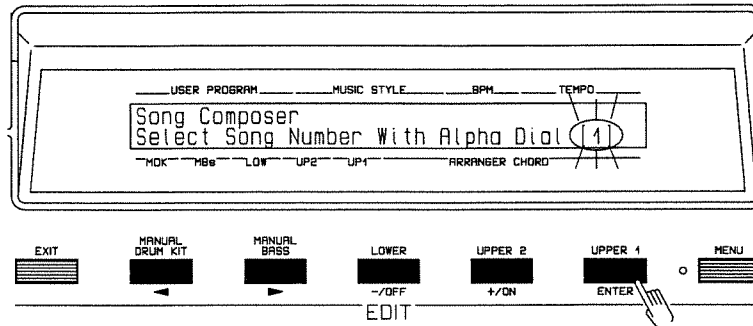 USER PROGRAM MUSIC STYLE BPM TEMPO
Song Composer
Select Song Number With Alpha Dial 1
MDK MBs LOW UP2 UP1 ARRANGER CHORD
EXIT MANUAL DRUM KIT MANUAL BASS LOWER UPPER 2 UPPER 1 MENU
◄ ► -/OFF +/ON ENTER
EDIT